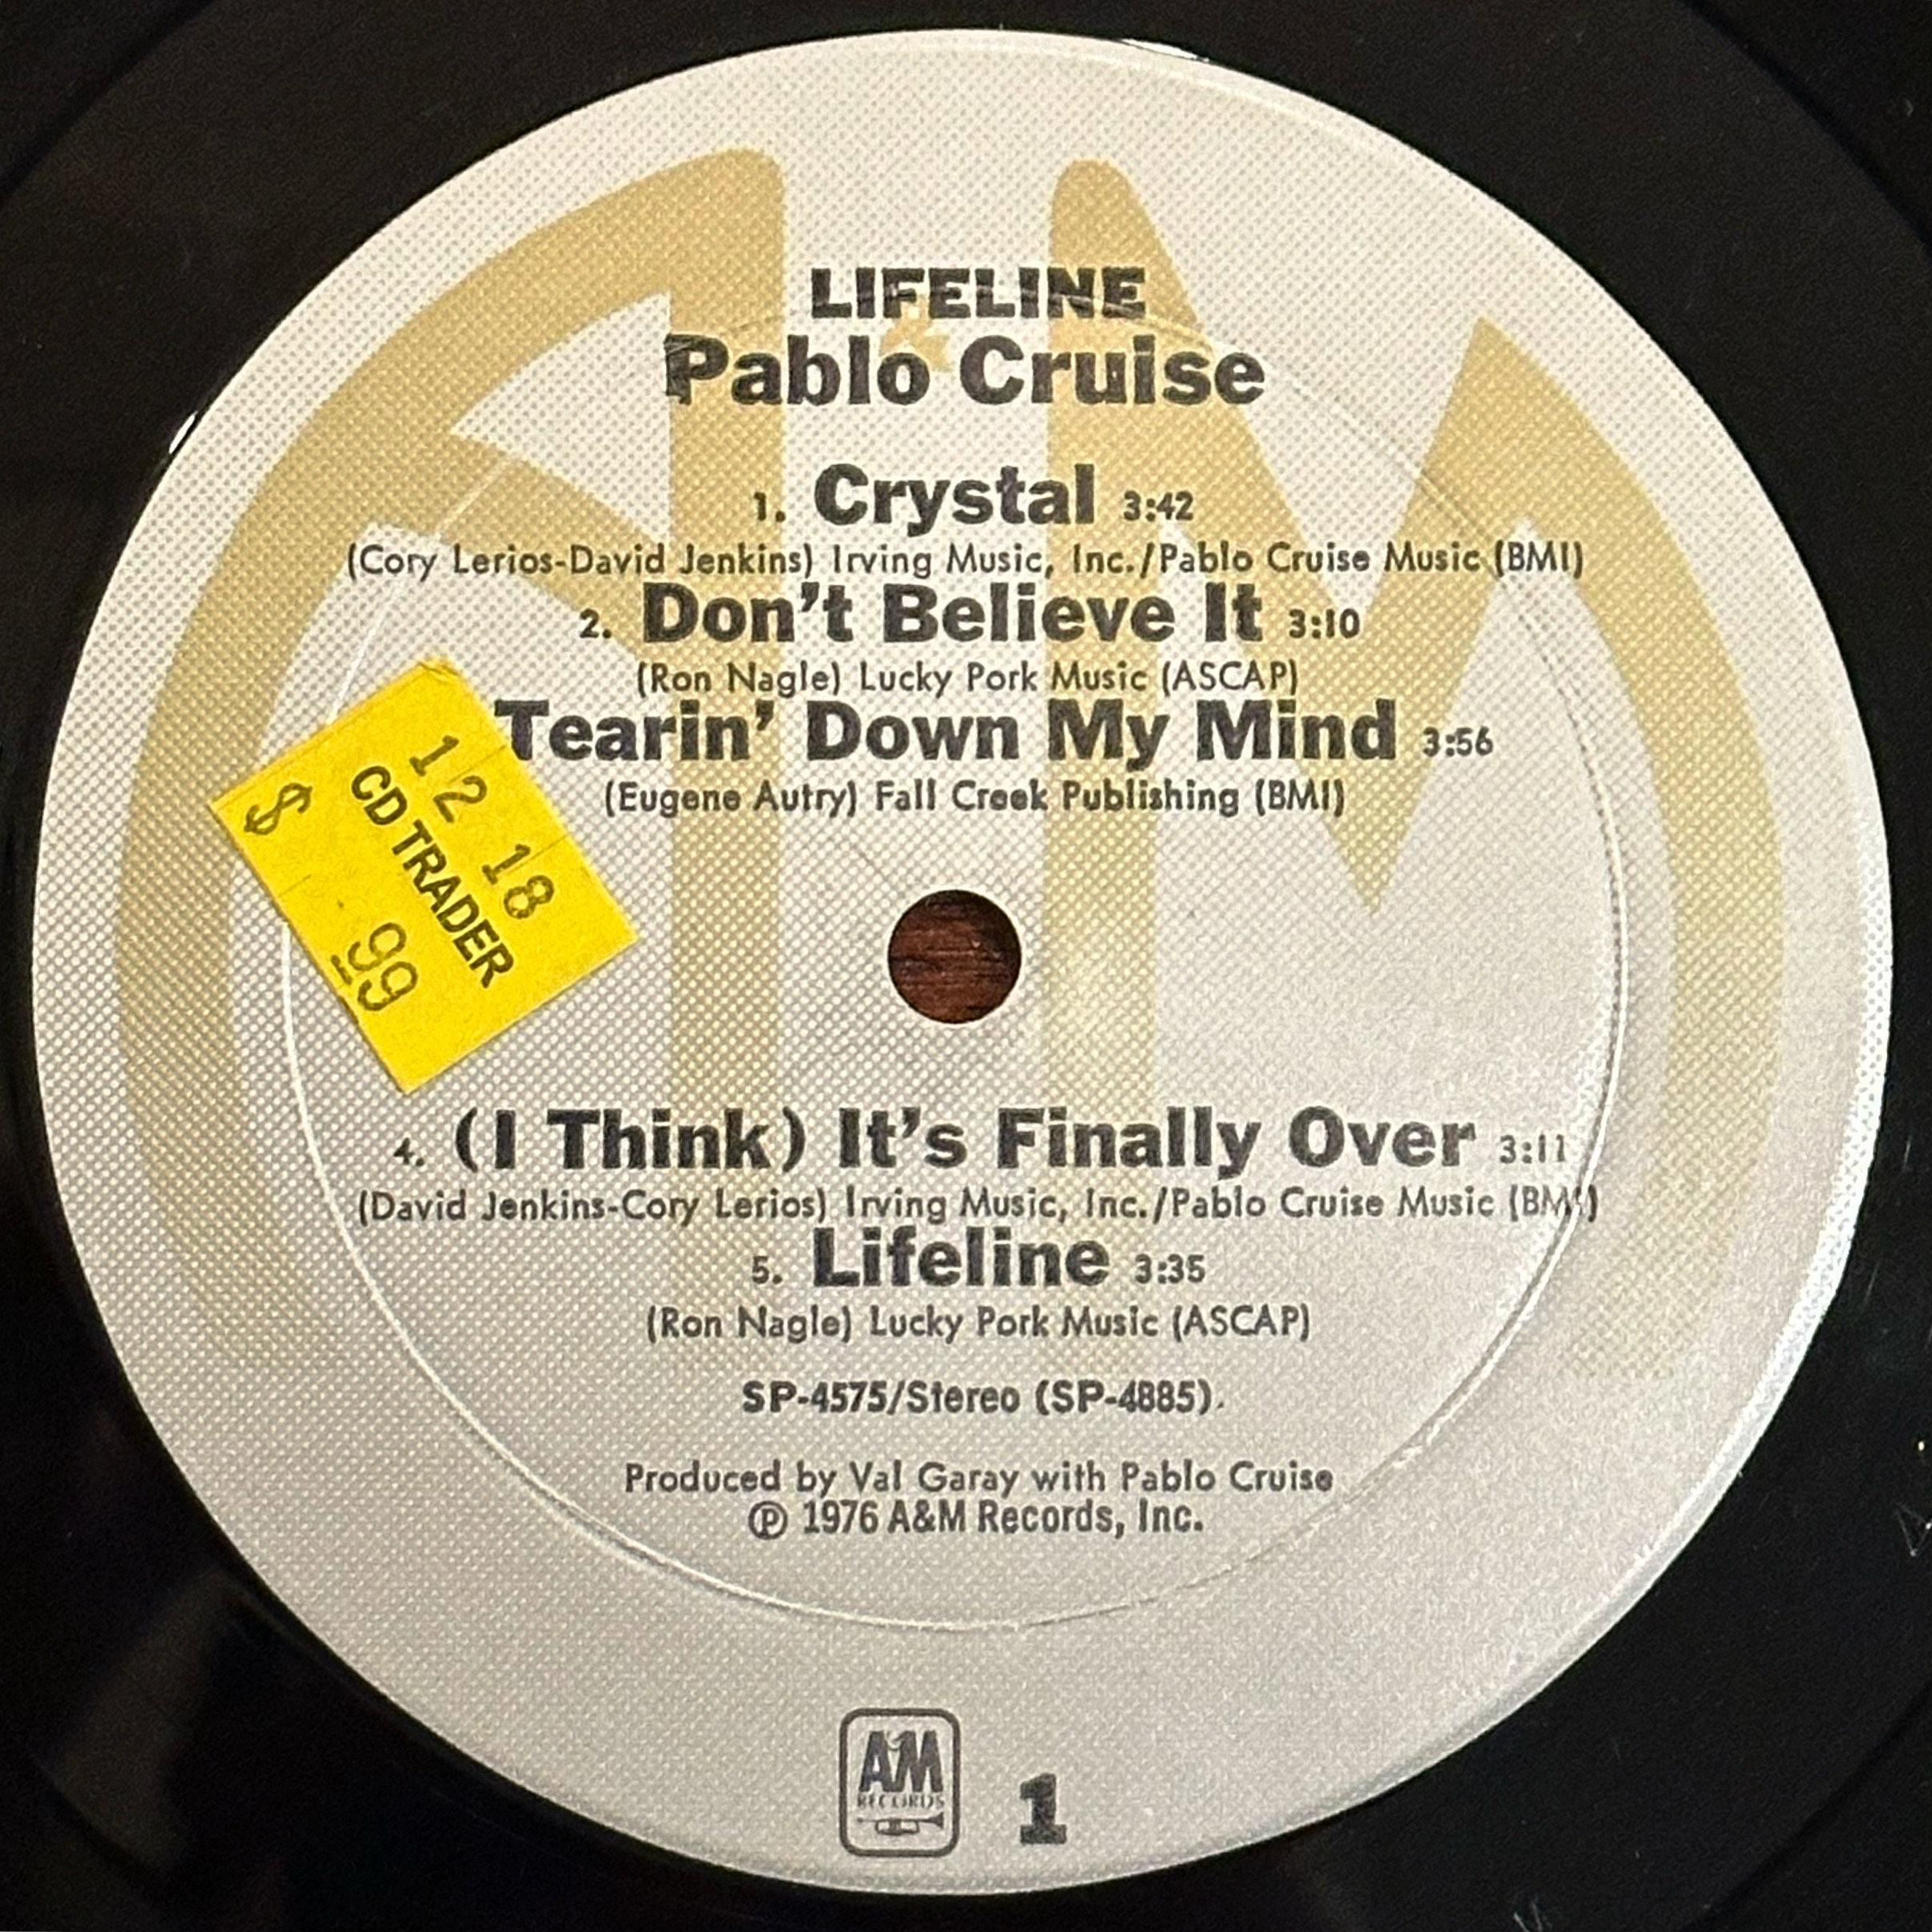 LIFELINE
Pablo Cruise
1. Crystal 3:42
(Cory Lerios-David Jenkins) Irving Music, Inc./Pablo Cruise Music (BMI)
2. Don't Believe It 3:10
(Ron Nagle) Lucky Pork Music (ASCAP)
Tearin' Down My Mind 3:56
(Eugene Autry) Fall Creek Publishing (BMI)
12 18
CD TRADER
$ .99
4. (I Think) It's Finally Over 3:11
(David Jenkins-Cory Lerios) Irving Music, Inc./Pablo Cruise Music (BMI)
5. Lifeline 3:35
(Ron Nagle) Lucky Pork Music (ASCAP)
SP-4575/Stereo (SP-4885).
Produced by Val Garay with Pablo Cruise
℗ 1976 A&M Records, Inc.
A&M
RECORDS
1
A&M